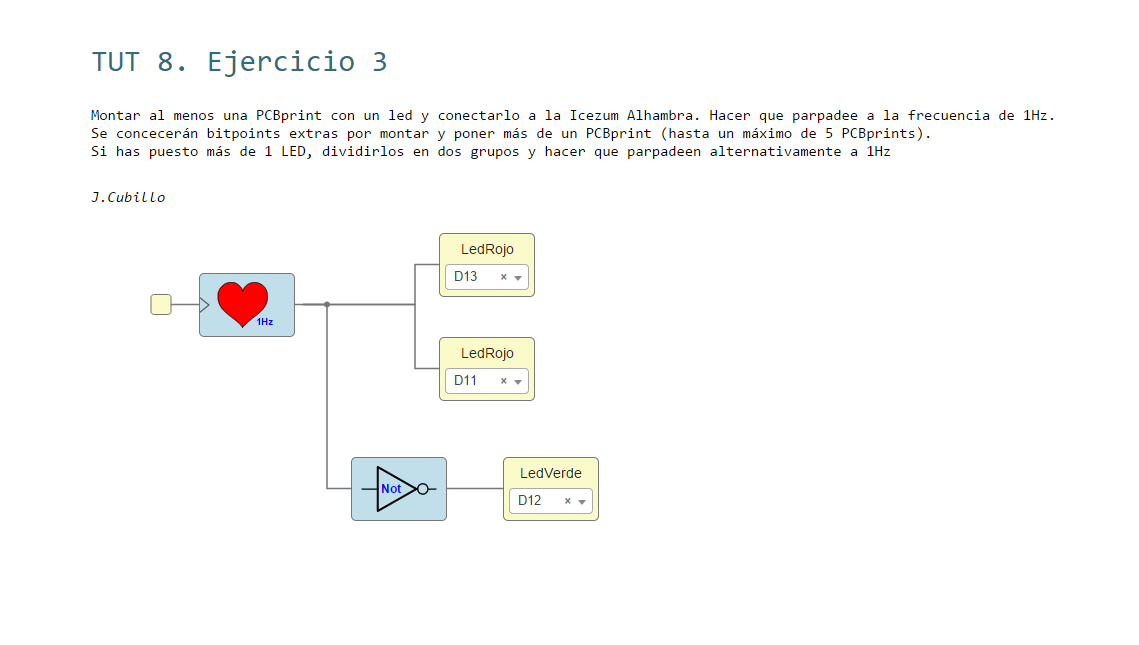 TUT 8. Ejercicio 3
Montar al menos una PCBprint con un led y conectarlo a la Icezum Alhambra. Hacer que parpadee a la frecuencia de 1Hz.
Se concecerán bitpoints extras por montar y poner más de un PCBprint (hasta un máximo de 5 PCBprints).
Si has puesto más de 1 LED, dividirlos en dos grupos y hacer que parpadeen alternativamente a 1Hz
J.Cubillo
LedRojo
D13 ×
1Hz
LedRojo
D11 ×
LedVerde
Not
D12 ×